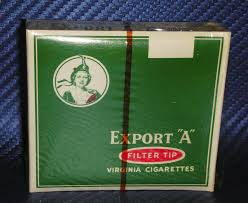 EXPORT "A"
FILTER TIP
VIRGINIA CIGARETTES